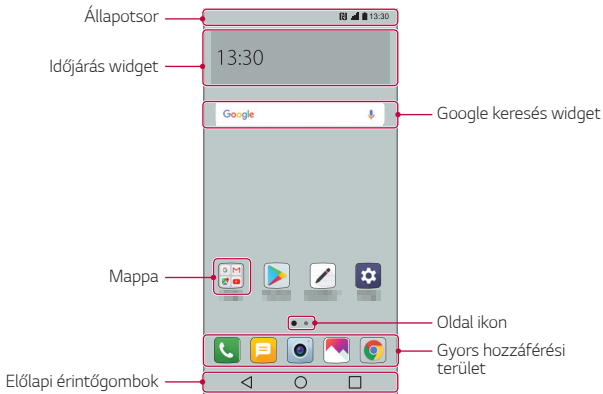 Állapotsor
13:30
Időjárás widget
13:30
Google
Google keresés widget
Mappa
Oldal ikon
Gyors hozzáférési
terület
Előlapi érintőgombok